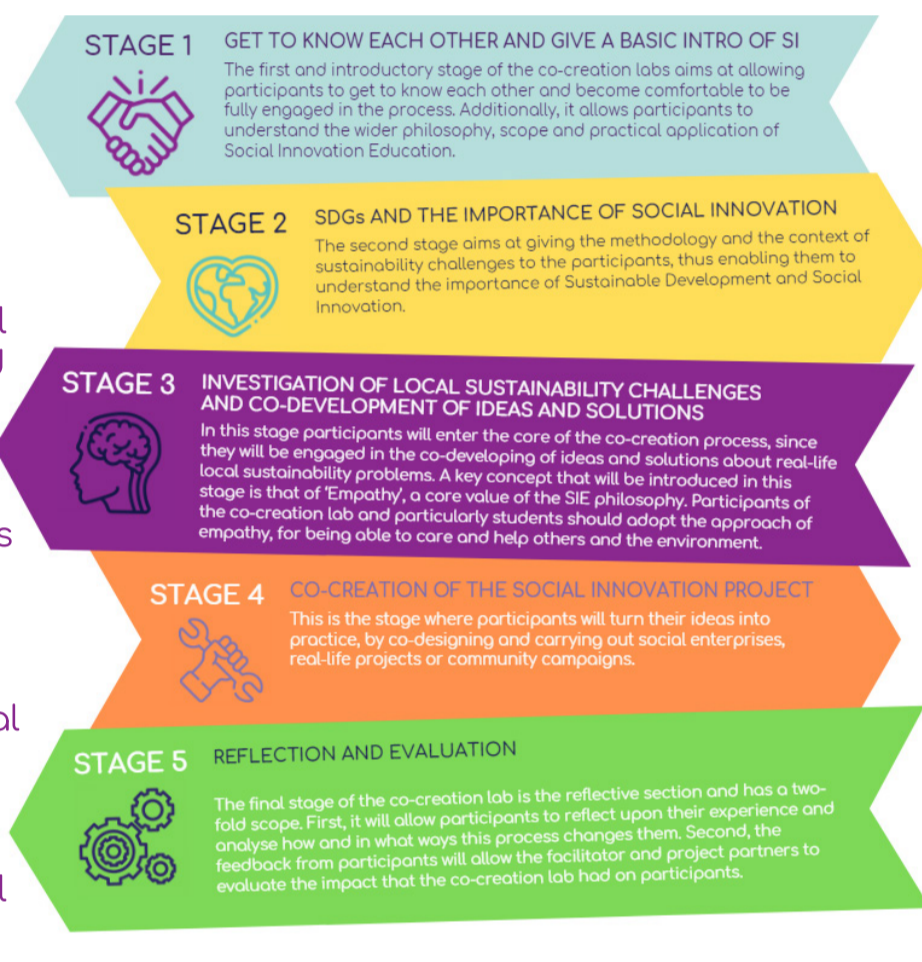 STAGE 1
GET TO KNOW EACH OTHER AND GIVE A BASIC INTRO OF SI
The first and introductory stage of the co-creation labs aims at allowing
participants to get to know each other and become comfortable to be
fully engaged in the process. Additionally, it allows participants to
understand the wider philosophy, scope and practical application of
Social Innovation Education.
STAGE 2
SDGs AND THE IMPORTANCE OF SOCIAL INNOVATION
The second stage aims at giving the methodology and the context of
sustainability challenges to the participants, thus enabling them to
understand the importance of Sustainable Development and Social
Innovation.
STAGE 3
INVESTIGATION OF LOCAL SUSTAINABILITY CHALLENGES
AND CO-DEVELOPMENT OF IDEAS AND SOLUTIONS
In this stage participants will enter the core of the co-creation process, since
they will be engaged in the co-developing of ideas and solutions about real-life
local sustainability problems. A key concept that will be introduced in this
stage is that of 'Empathy', a core value of the SIE philosophy. Participants of
the co-creation lab and particularly students should adopt the approach of
empathy, for being able to care and help others and the environment.
STAGE 4
CO-CREATION OF THE SOCIAL INNOVATION PROJECT
This is the stage where participants will turn their ideas into
practice, by co-designing and carrying out social enterprises,
real-life projects or community campaigns.
STAGE 5
REFLECTION AND EVALUATION
The final stage of the co-creation lab is the reflective section and has a two-
fold scope. First, it will allow participants to reflect upon their experience and
analyse how and in what ways this process changes them. Second, the
feedback from participants will allow the facilitator and project partners to
evaluate the impact that the co-creation lab had on participants.